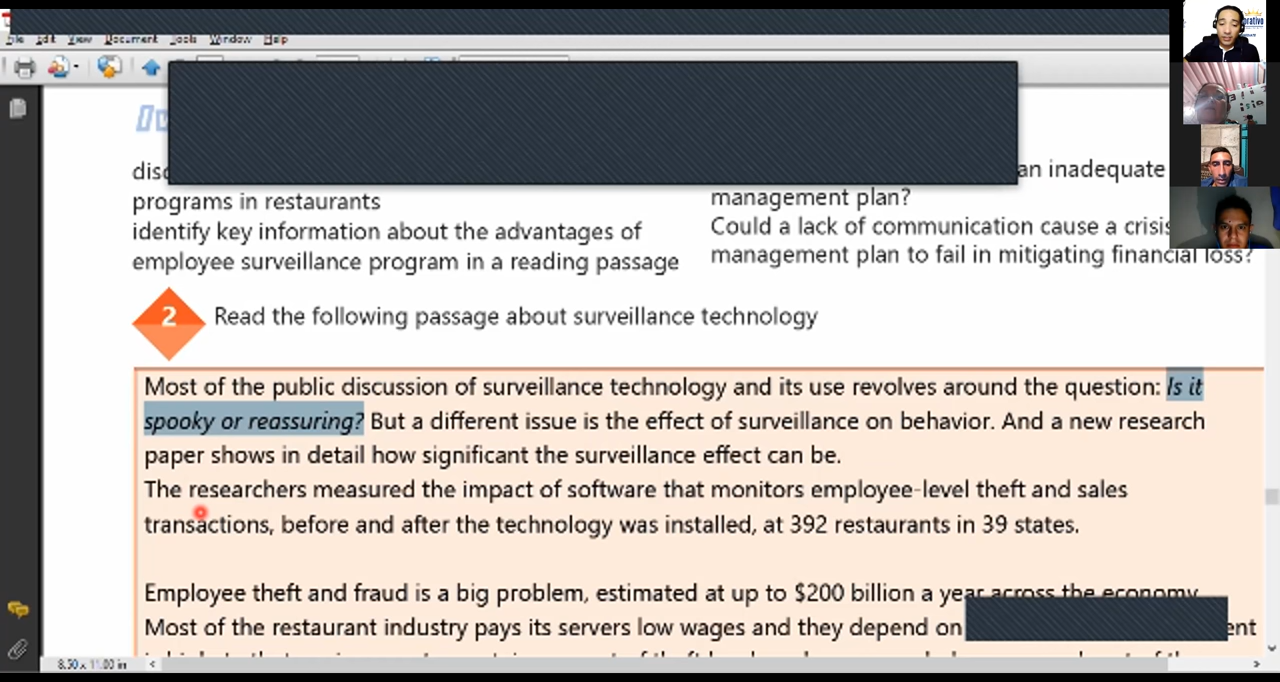 File Edit View Document Tools Window Help
an inadequate
programs in restaurants
management plan?
identify key information about the advantages of
employee surveillance program in a reading passage
Could a lack of communication cause a crisis
management plan to fail in mitigating financial loss?
2
Read the following passage about surveillance technology
Most of the public discussion of surveillance technology and its use revolves around the question: Is it
spooky or reassuring? But a different issue is the effect of surveillance on behavior. And a new research
paper shows in detail how significant the surveillance effect can be.
The researchers measured the impact of software that monitors employee-level theft and sales
transactions, before and after the technology was installed, at 392 restaurants in 39 states.
Employee theft and fraud is a big problem, estimated at up to $200 billion a year across the economy.
Most of the restaurant industry pays its servers low wages and they depend on
8.50 x 11.00 in